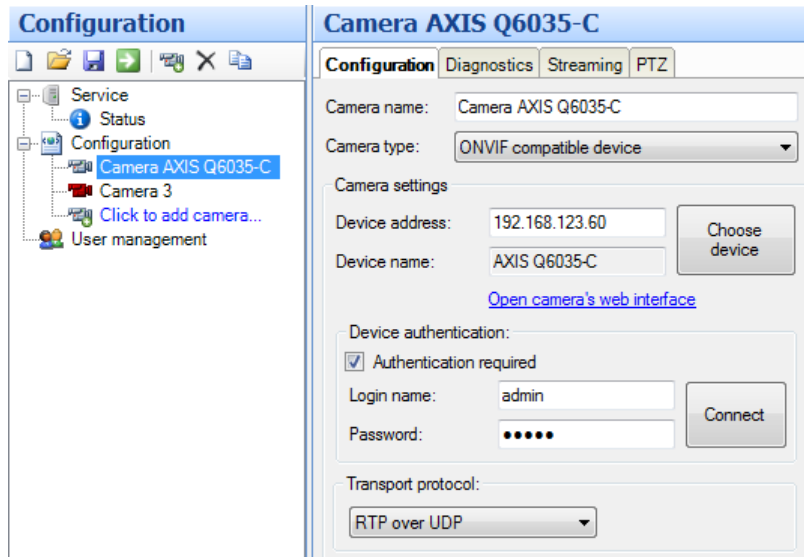 Configuration
Service
Status
Configuration
Camera AXIS Q6035-C
Camera 3
Click to add camera...
User management
Camera AXIS Q6035-C
Configuration Diagnostics Streaming PTZ
Camera name: Camera AXIS Q6035-C
Camera type: ONVIF compatible device
Camera settings
Device address: 192.168.123.60
Choose
device
Device name: AXIS Q6035-C
Open camera's web interface
Device authentication:
Authentication required
Login name: admin
Connect
Password: •••••
Transport protocol:
RTP over UDP